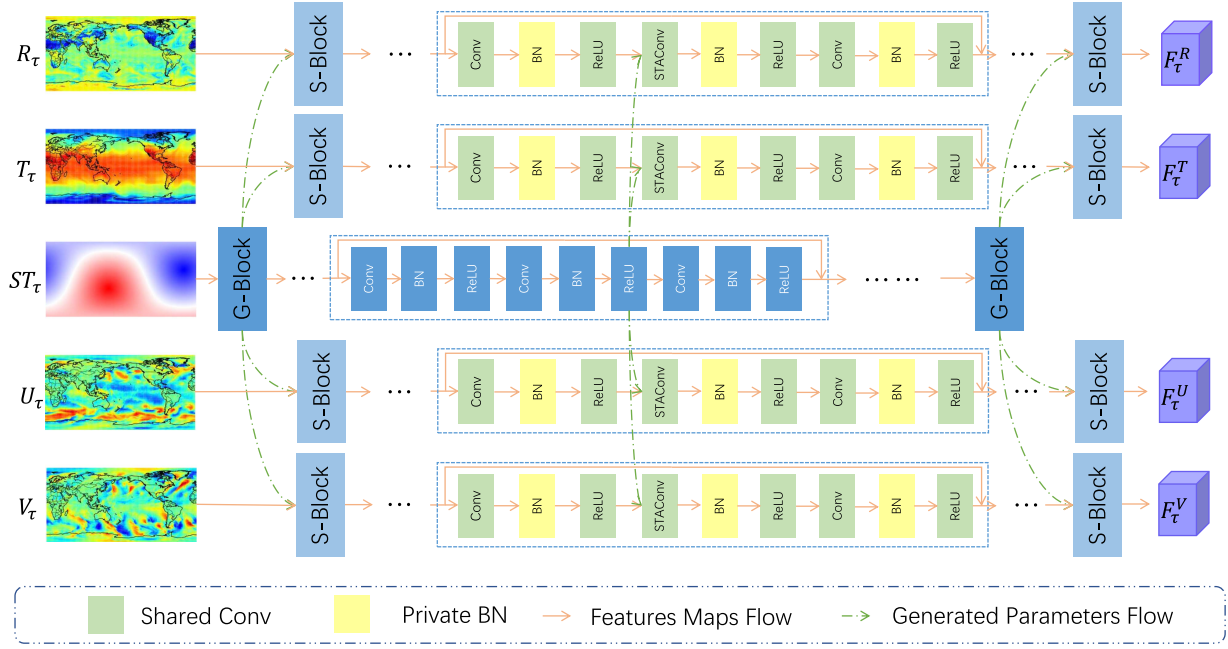 R_τ S-Block ... Conv BN ReLU STAConv BN ReLU Conv BN ReLU ... S-Block F_τ^R
T_τ S-Block ... Conv BN ReLU STAConv BN ReLU Conv BN ReLU ... S-Block F_τ^T
ST_τ G-Block ... Conv BN ReLU Conv BN ReLU Conv BN ReLU ... ... G-Block
U_τ S-Block ... Conv BN ReLU STAConv BN ReLU Conv BN ReLU ... S-Block F_τ^U
V_τ S-Block ... Conv BN ReLU STAConv BN ReLU Conv BN ReLU ... S-Block F_τ^V
Shared Conv Private BN Features Maps Flow Generated Parameters Flow